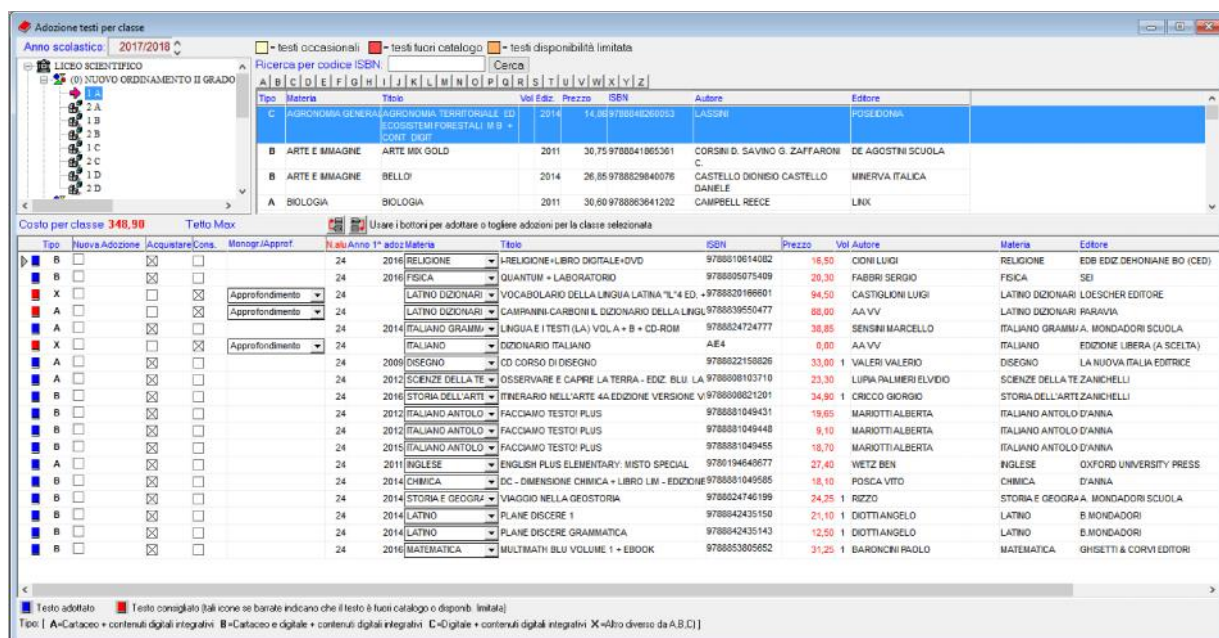 Adozione testi per classe
Anno scolastico: 2017/2018
= testi occasionali = testi fuori catalogo = testi disponibilità limitata
LICEO SCIENTIFICO
(0) NUOVO ORDINAMENTO II GRADO
1 A
2 A
1 B
2 B
1 C
2 C
1 D
2 D
Ricerca per codice ISBN: Cerca
A B C D E F G H I J K L M N O P Q R S T U V W X Y Z
Tipo Materia Titolo Vol Ediz. Prezzo ISBN Autore Editore
C AGRONOMIA GENERAL AGRONOMIA TERRITORIALE ED 2014 14,06 9788848260053 LASSINI POSEIDONIA
ECOSISTEMI FORESTALI M B +
CONT DIGIT
B ARTE E IMMAGINE ARTE MIX GOLD 2011 30,75 9788841865361 CORSINI D. SAVINO G. ZAFFARONI DE AGOSTINI SCUOLA
C.
B ARTE E IMMAGINE BELLO! 2011 26,85 9788829840076 CASTELLO DIONISIO CASTELLO MINERVA ITALICA
DANIELE
A BIOLOGIA BIOLOGIA 2011 30,60 9788863641202 CAMPBELL REECE LINX
Costo per classe 348,90 Tetto Max Usare i bottoni per adottare o togliere adozioni per la classe selezionata
Tipo Nuova Adozione Acquistare Cons. Monogr./Approf. N.alu Anno 1° adoz Materia Titolo ISBN Prezzo Vol Autore Materia Editore
B 24 2016 RELIGIONE I-RELIGIONE+LIBRO DIGITALE+DVD 9788810614082 16,50 CIONI LUIGI RELIGIONE EDB EDIZ.DEHONIANE BO (CED)
B 24 2016 FISICA QUANTUM + LABORATORIO 9788805075409 20,30 FABBRI SERGIO FISICA SEI
X Approfondimento 24 LATINO DIZIONARI VOCABOLARIO DELLA LINGUA LATINA "IL"4 ED. + 9788820166601 94,50 CASTIGLIONI LUIGI LATINO DIZIONARI LOESCHER EDITORE
A Approfondimento 24 LATINO DIZIONARI CAMPANINI-CARBONI IL DIZIONARIO DELLA LINGU 9788839550477 88,00 AA VV LATINO DIZIONARI PARAVIA
A 24 2014 ITALIANO GRAMMA LINGUA E I TESTI (LA) VOL.A + B + CD-ROM 9788824724777 38,85 SENSINI MARCELLO ITALIANO GRAMMA A. MONDADORI SCUOLA
X Approfondimento 24 ITALIANO DIZIONARIO ITALIANO AIE4 0,00 AA VV ITALIANO EDIZIONE LIBERA (A SCELTA)
A 24 2009 DISEGNO CD CORSO DI DISEGNO 9788822158826 33,00 1 VALERI VALERIO DISEGNO LA NUOVA ITALIA EDITRICE
A 24 2012 SCIENZE DELLA TE OSSERVARE E CAPIRE LA TERRA - EDIZ. BLU. LA 9788808103710 23,30 LUPIA PALMIERI ELVIDIO SCIENZE DELLA TE ZANICHELLI
B 24 2016 STORIA DELL'ARTE ITINERARIO NELL'ARTE 4A EDIZIONE VERSIONE V 9788808821201 34,90 1 CRICCO GIORGIO STORIA DELL'ARTE ZANICHELLI
B 24 2012 ITALIANO ANTOLO FACCIAMO TESTO! PLUS 9788881049431 19,65 MARIOTTI ALBERTA ITALIANO ANTOLO D'ANNA
B 24 2012 ITALIANO ANTOLO FACCIAMO TESTO! PLUS 9788881049448 9,10 MARIOTTI ALBERTA ITALIANO ANTOLO D'ANNA
B 24 2015 ITALIANO ANTOLO FACCIAMO TESTO! PLUS 9788881049455 18,70 MARIOTTI ALBERTA ITALIANO ANTOLO D'ANNA
A 24 2011 INGLESE ENGLISH PLUS ELEMENTARY: MISTO SPECIAL 9780194648677 27,40 WETZ BEN INGLESE OXFORD UNIVERSITY PRESS
B 24 2014 CHIMICA DC - DIMENSIONE CHIMICA + LIBRO LIM - EDIZIONE 9788881049585 18,10 POSCA VITO CHIMICA D'ANNA
B 24 2014 STORIA E GEOGRA VIAGGIO NELLA GEOSTORIA 9788824746199 24,25 1 RIZZO STORIA E GEOGRA A. MONDADORI SCUOLA
B 24 2014 LATINO PLANE DISCERE 1 9788842435150 21,10 1 DIOTTI ANGELO LATINO B.MONDADORI
B 24 2014 LATINO PLANE DISCERE GRAMMATICA 9788842435143 12,50 1 DIOTTI ANGELO LATINO B.MONDADORI
B 24 2016 MATEMATICA MULTIMATH BLU VOLUME 1 + EBOOK 9788853805652 31,25 1 BARONCINI PAOLO MATEMATICA GHISETTI & CORVI EDITORI
Testo adottato Testo consigliato (tali icone se barrate indicano che il testo è fuori catalogo o disponib. limitata)
Tipo: [ A=Cartaceo + contenuti digitali integrativi B=Cartaceo e digitale + contenuti digitali integrativi C=Digitale + contenuti digitali integrativi X=Altro diverso da A,B,C) ]